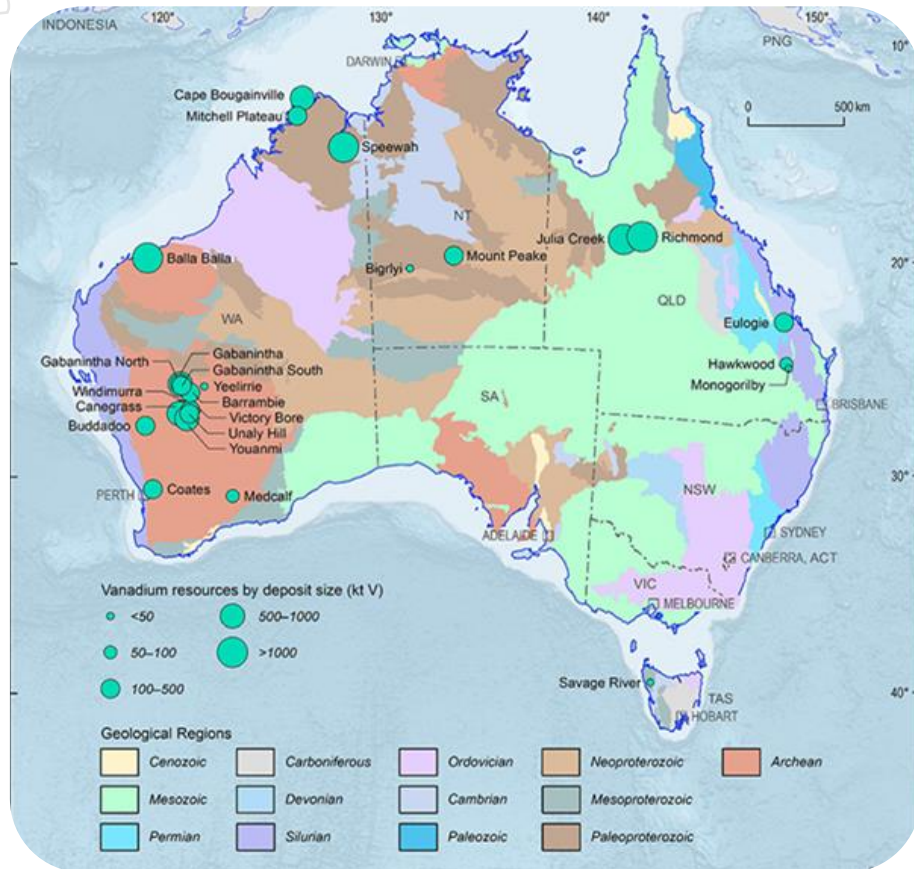 INDONESIA
120°
130°
140°
150°
PNG
10°
DARWIN
Cape Bougainville
Mitchell Plateau
0 500 km
Speewah
NT
Julia Creek
Richmond
Balla Balla
Mount Peake
Bigrlyi
20°
QLD
WA
Eulogie
Gabanintha
Gabanintha North
Gabanintha South
Hawkwood
Yeelirrie
Monogorilby
Windimurra
Barrambie
SA
Canegrass
Victory Bore
BRISBANE
Buddadoo
Unaly Hill
Youanmi
30°
Coates
Medcalf
PERTH
NSW
ADELAIDE
SYDNEY
CANBERRA, ACT
VIC
MELBOURNE
Vanadium resources by deposit size (kt V)
<50
500–1000
50–100
>1000
100–500
Savage River
40°
TAS
HOBART
Geological Regions
Cenozoic
Carboniferous
Ordovician
Neoproterozoic
Archean
Mesozoic
Devonian
Cambrian
Mesoproterozoic
Permian
Silurian
Paleozoic
Paleoproterozoic